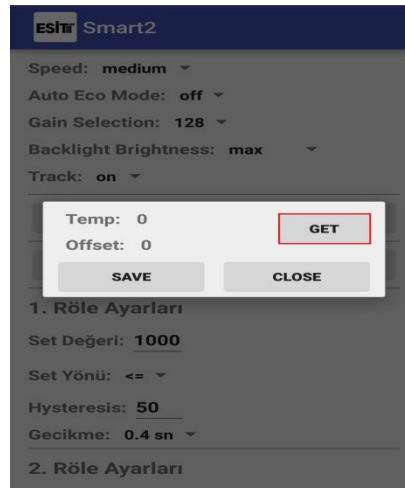 ESİT Smart2
Speed: medium
Auto Eco Mode: off
Gain Selection: 128
Backlight Brightness: max
Track: on
Temp: 0
GET
Offset: 0
SAVE CLOSE
1. Röle Ayarları
Set Değeri: 1000
Set Yönü: <=
Hysteresis: 50
Gecikme: 0.4 sn
2. Röle Ayarları